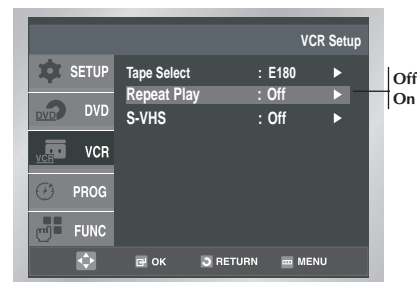 VCR Setup
SETUP
Tape Select : E180 ►
Repeat Play : Off ►
S-VHS : Off ►
DVD DVD
VCR VCR
PROG
FUNC
OK RETURN MENU
Off
On